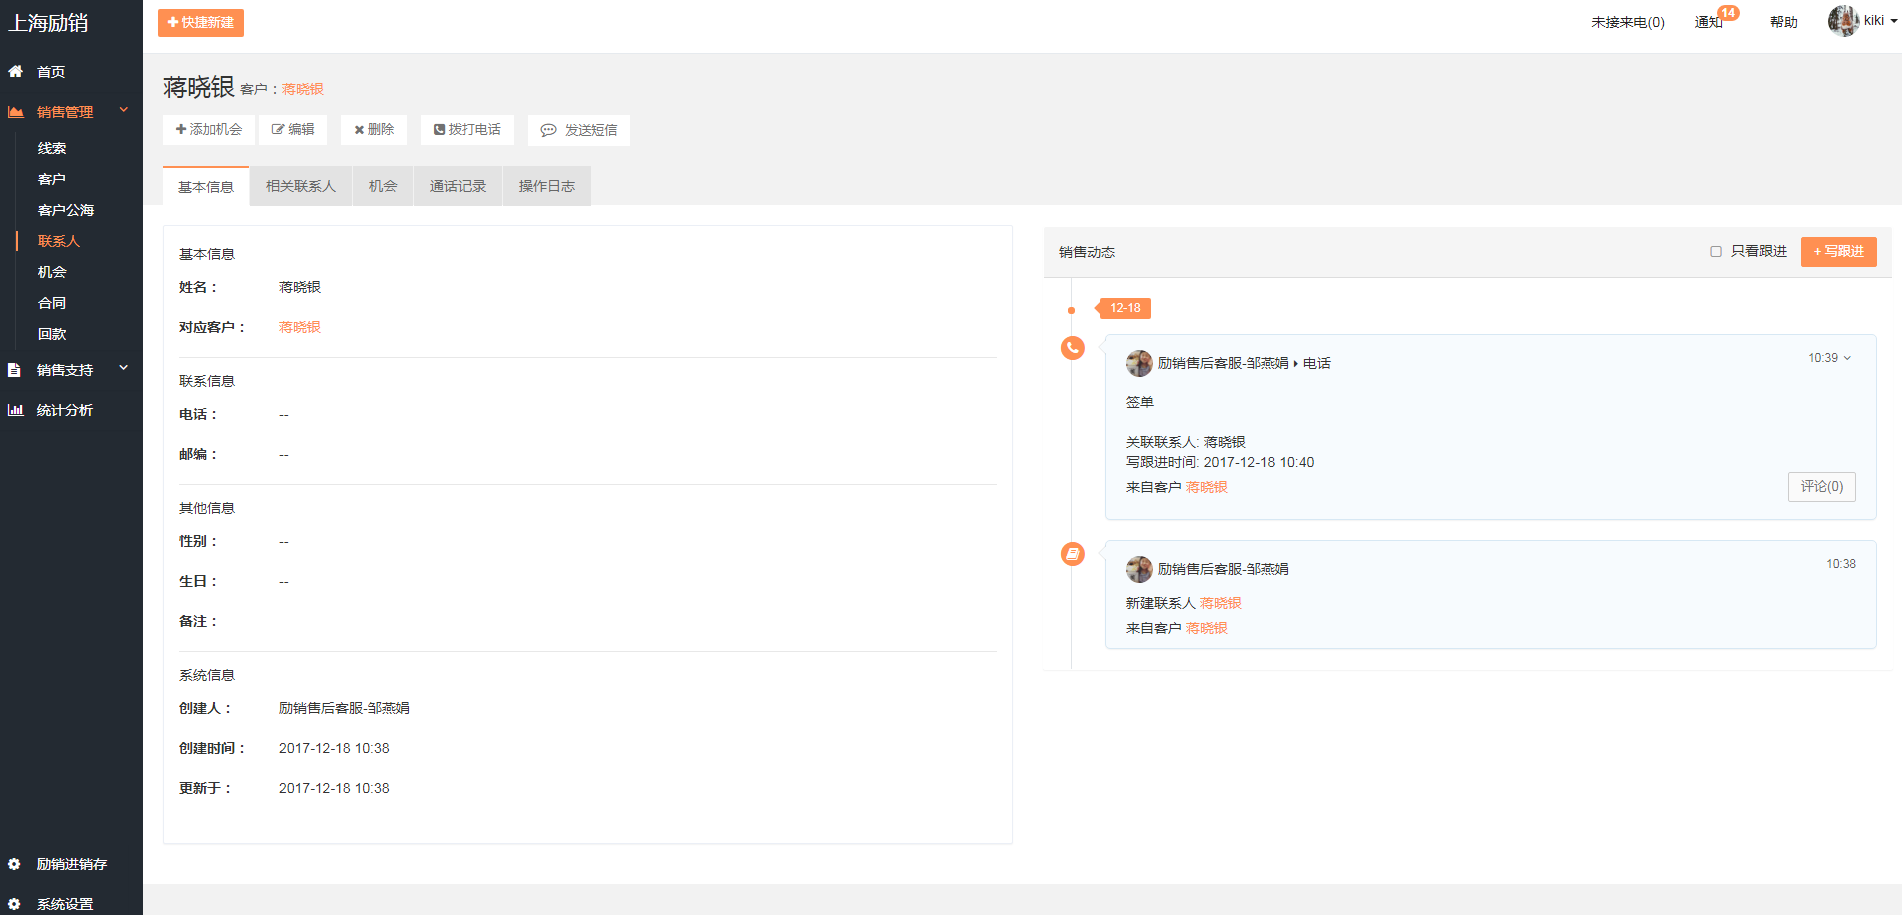 上海励销
快捷新建
未接来电(0) 通知 14 帮助 kiki
首页
销售管理
线索
客户
客户公海
联系人
机会
合同
回款
销售支持
统计分析
励销进销存
系统设置
蒋晓银 客户：蒋晓银
添加机会 编辑 删除 拨打电话 发送短信
基本信息 相关联系人 机会 通话记录 操作日志
基本信息
姓名： 蒋晓银
对应客户： 蒋晓银
联系信息
电话： --
邮编： --
其他信息
性别： --
生日： --
备注：
系统信息
创建人： 励销售后客服-邹燕娟
创建时间： 2017-12-18 10:38
更新于： 2017-12-18 10:38
销售动态 只看跟进 + 写跟进
12-18
励销售后客服-邹燕娟 电话 10:39
签单
关联联系人: 蒋晓银
写跟进时间: 2017-12-18 10:40
来自客户 蒋晓银 评论(0)
励销售后客服-邹燕娟 10:38
新建联系人 蒋晓银
来自客户 蒋晓银